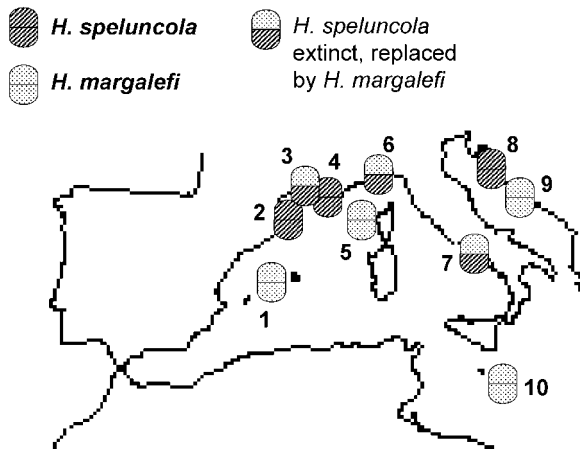 H. speluncola
H. margalefi
H. speluncola
extinct, replaced
by H. margalefi
6
8
3
4
9
2
5
7
1
10